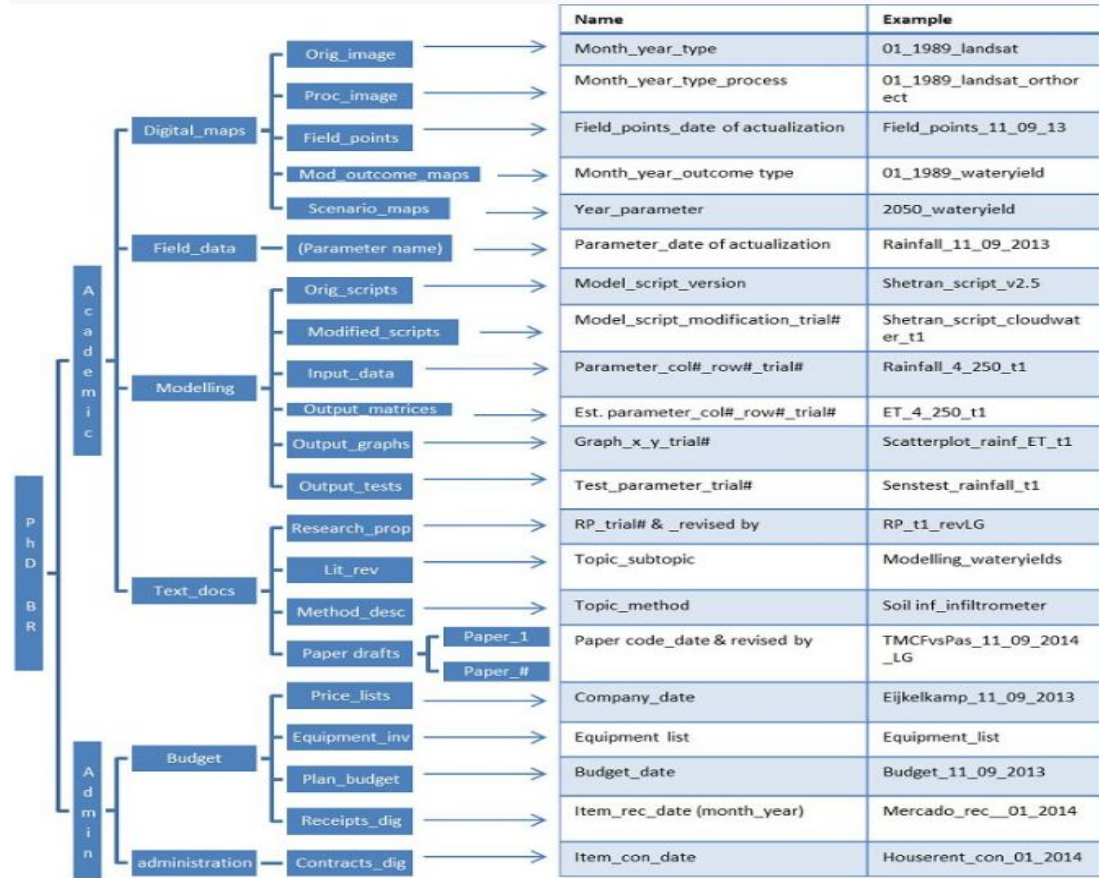 Name Example
Orig_image Month_year_type 01_1989_landsat
Proc_image Month_year_type_process 01_1989_landsat_orthor
ect
Digital_maps
Field_points Field_points_date of actualization Field_points_11_09_13
Mod_outcome_maps Month_year_outcome type 01_1989_wateryield
Scenario_maps Year_parameter 2050_wateryield
Field_data (Parameter name) Parameter_date of actualization Rainfall_11_09_2013
Academic
Orig_scripts Model_script_version Shetran_script_v2.5
Modified_scripts Model_script_modification_trial# Shetran_script_cloudwat
er_t1
Modelling
Input_data Parameter_col#_row#_trial# Rainfall_4_250_t1
Output_matrices Est. parameter_col#_row#_trial# ET_4_250_t1
Output_graphs Graph_x_y_trial# Scatterplot_rainf_ET_t1
Output_tests Test_parameter_trial# Senstest_rainfall_t1
PhD BR
Research_prop RP_trial# & _revised by RP_t1_revLG
Lit_rev Topic_subtopic Modelling_wateryields
Text_docs
Method_desc Topic_method Soil inf_infiltrometer
Paper drafts Paper_1 Paper code_date & revised by TMCFvsPas_11_09_2014
_LG
Paper_#
Price_lists Company_date Eijkelkamp_11_09_2013
Equipment_inv Equipment list Equipment_list
Budget
Admin
Plan_budget Budget_date Budget_11_09_2013
Receipts_dig Item_rec_date (month_year) Mercado_rec__01_2014
administration Contracts_dig Item_con_date Houserent_con_01_2014